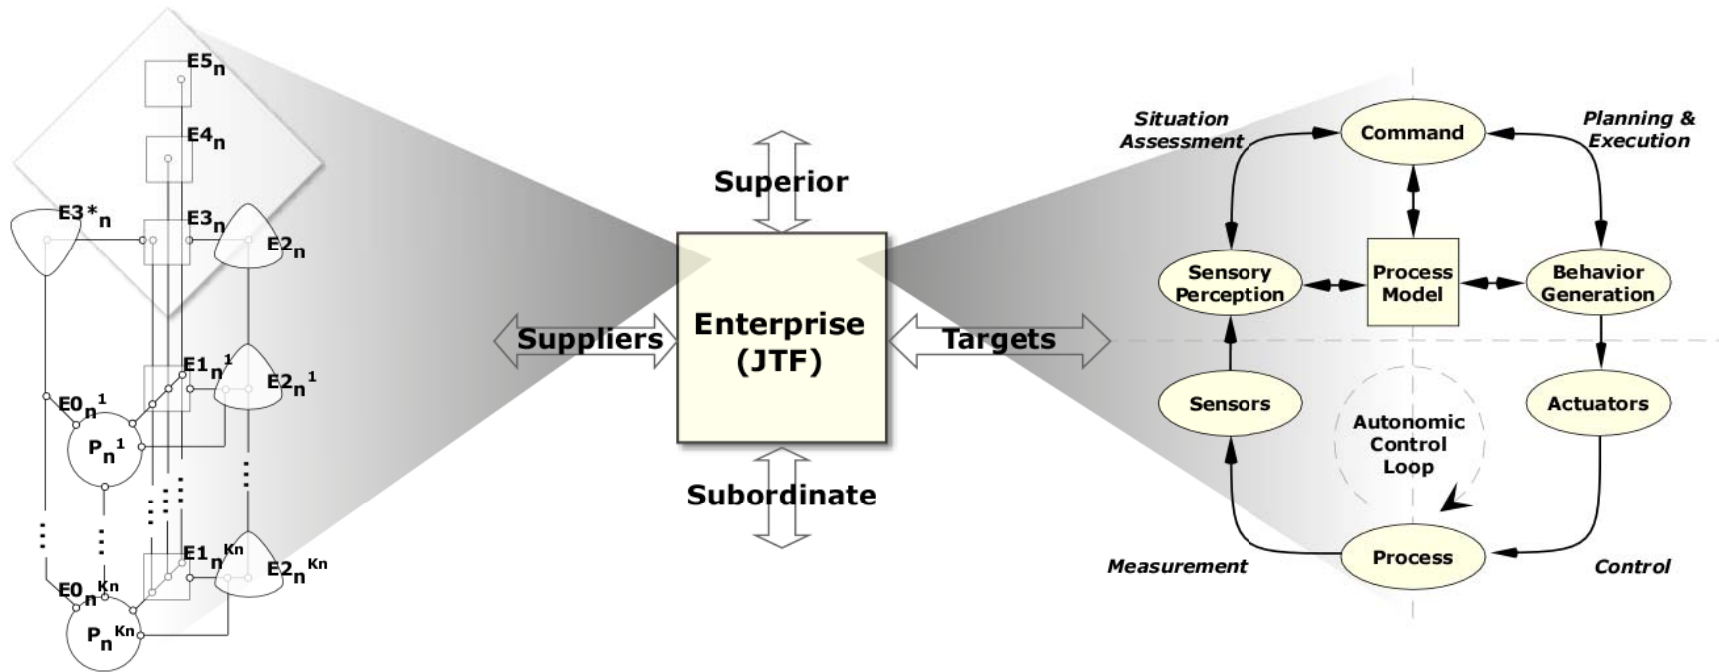 E5n
E4n
E3*n
E3n
E2n
E1n1
E2n1
E0n1
Pn1
E1nKn
E2nKn
E0nKn
PnKn
Superior
Suppliers
Enterprise
(JTF)
Targets
Subordinate
Situation
Assessment
Command
Planning &
Execution
Sensory
Perception
Process
Model
Behavior
Generation
Sensors
Autonomic
Control
Loop
Actuators
Measurement
Process
Control